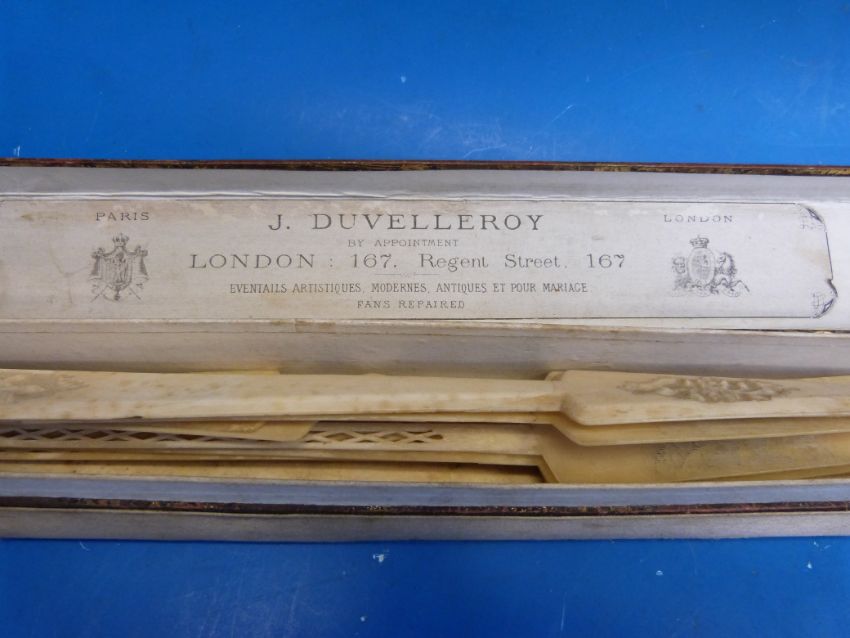 PARIS
J. DUVELLEROY
LONDON
BY APPOINTMENT
LONDON : 167, Regent Street, 167
EVENTAILS ARTISTIQUES, MODERNES, ANTIQUES ET POUR MARIAGE
FANS REPAIRED